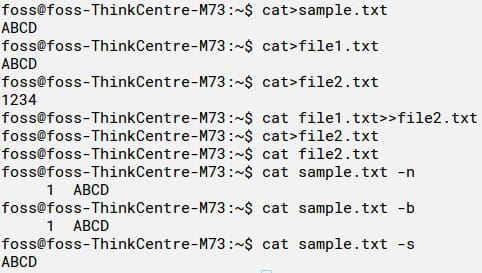 foss@foss-ThinkCentre-M73:~$ cat>sample.txt
ABCD
foss@foss-ThinkCentre-M73:~$ cat>file1.txt
ABCD
foss@foss-ThinkCentre-M73:~$ cat>file2.txt
1234
foss@foss-ThinkCentre-M73:~$ cat file1.txt>>file2.txt
foss@foss-ThinkCentre-M73:~$ cat>file2.txt
foss@foss-ThinkCentre-M73:~$ cat file2.txt
foss@foss-ThinkCentre-M73:~$ cat sample.txt -n
     1  ABCD
foss@foss-ThinkCentre-M73:~$ cat sample.txt -b
     1  ABCD
foss@foss-ThinkCentre-M73:~$ cat sample.txt -s
ABCD